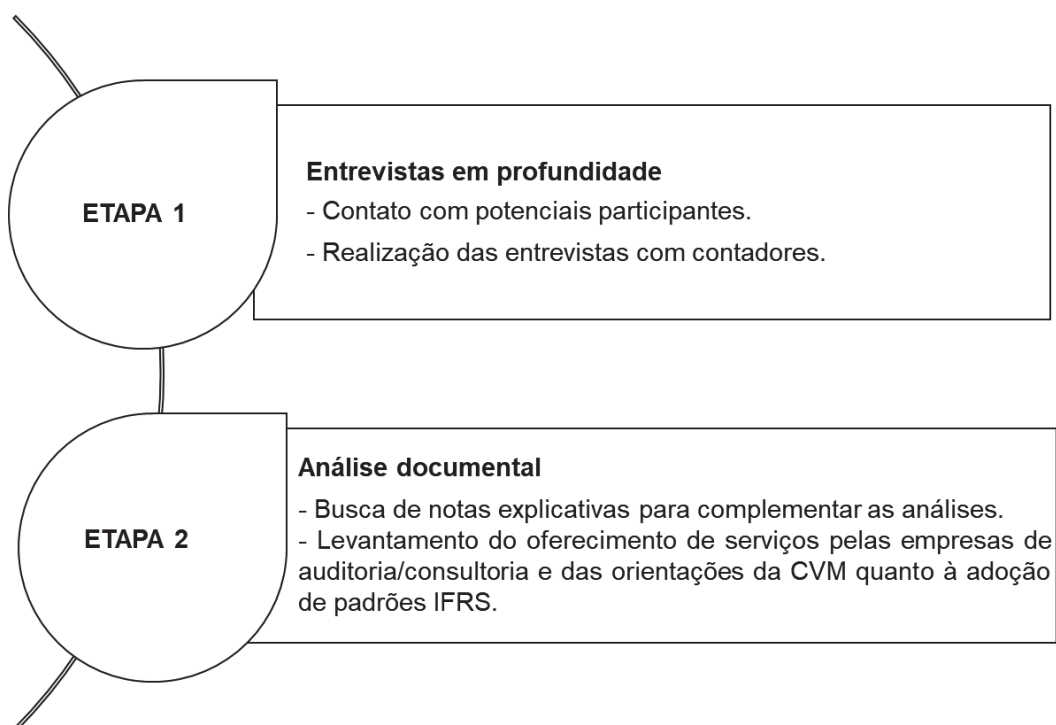 ETAPA 1
Entrevistas em profundidade
- Contato com potenciais participantes.
- Realização das entrevistas com contadores.
ETAPA 2
Análise documental
- Busca de notas explicativas para complementar as análises.
- Levantamento do oferecimento de serviços pelas empresas de
auditoria/consultoria e das orientações da CVM quanto à adoção
de padrões IFRS.